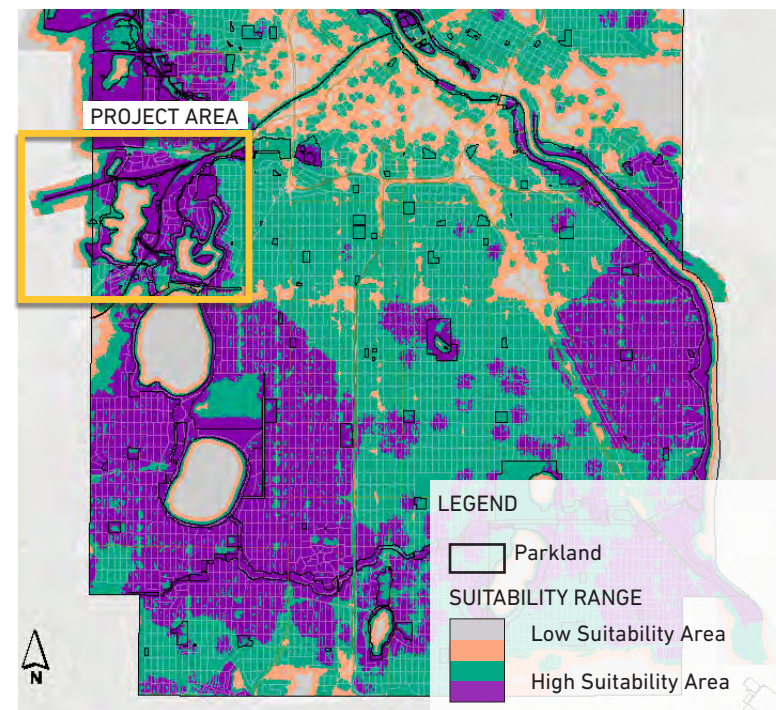 PROJECT AREA
LEGEND
Parkland
SUITABILITY RANGE
Low Suitability Area
High Suitability Area
N